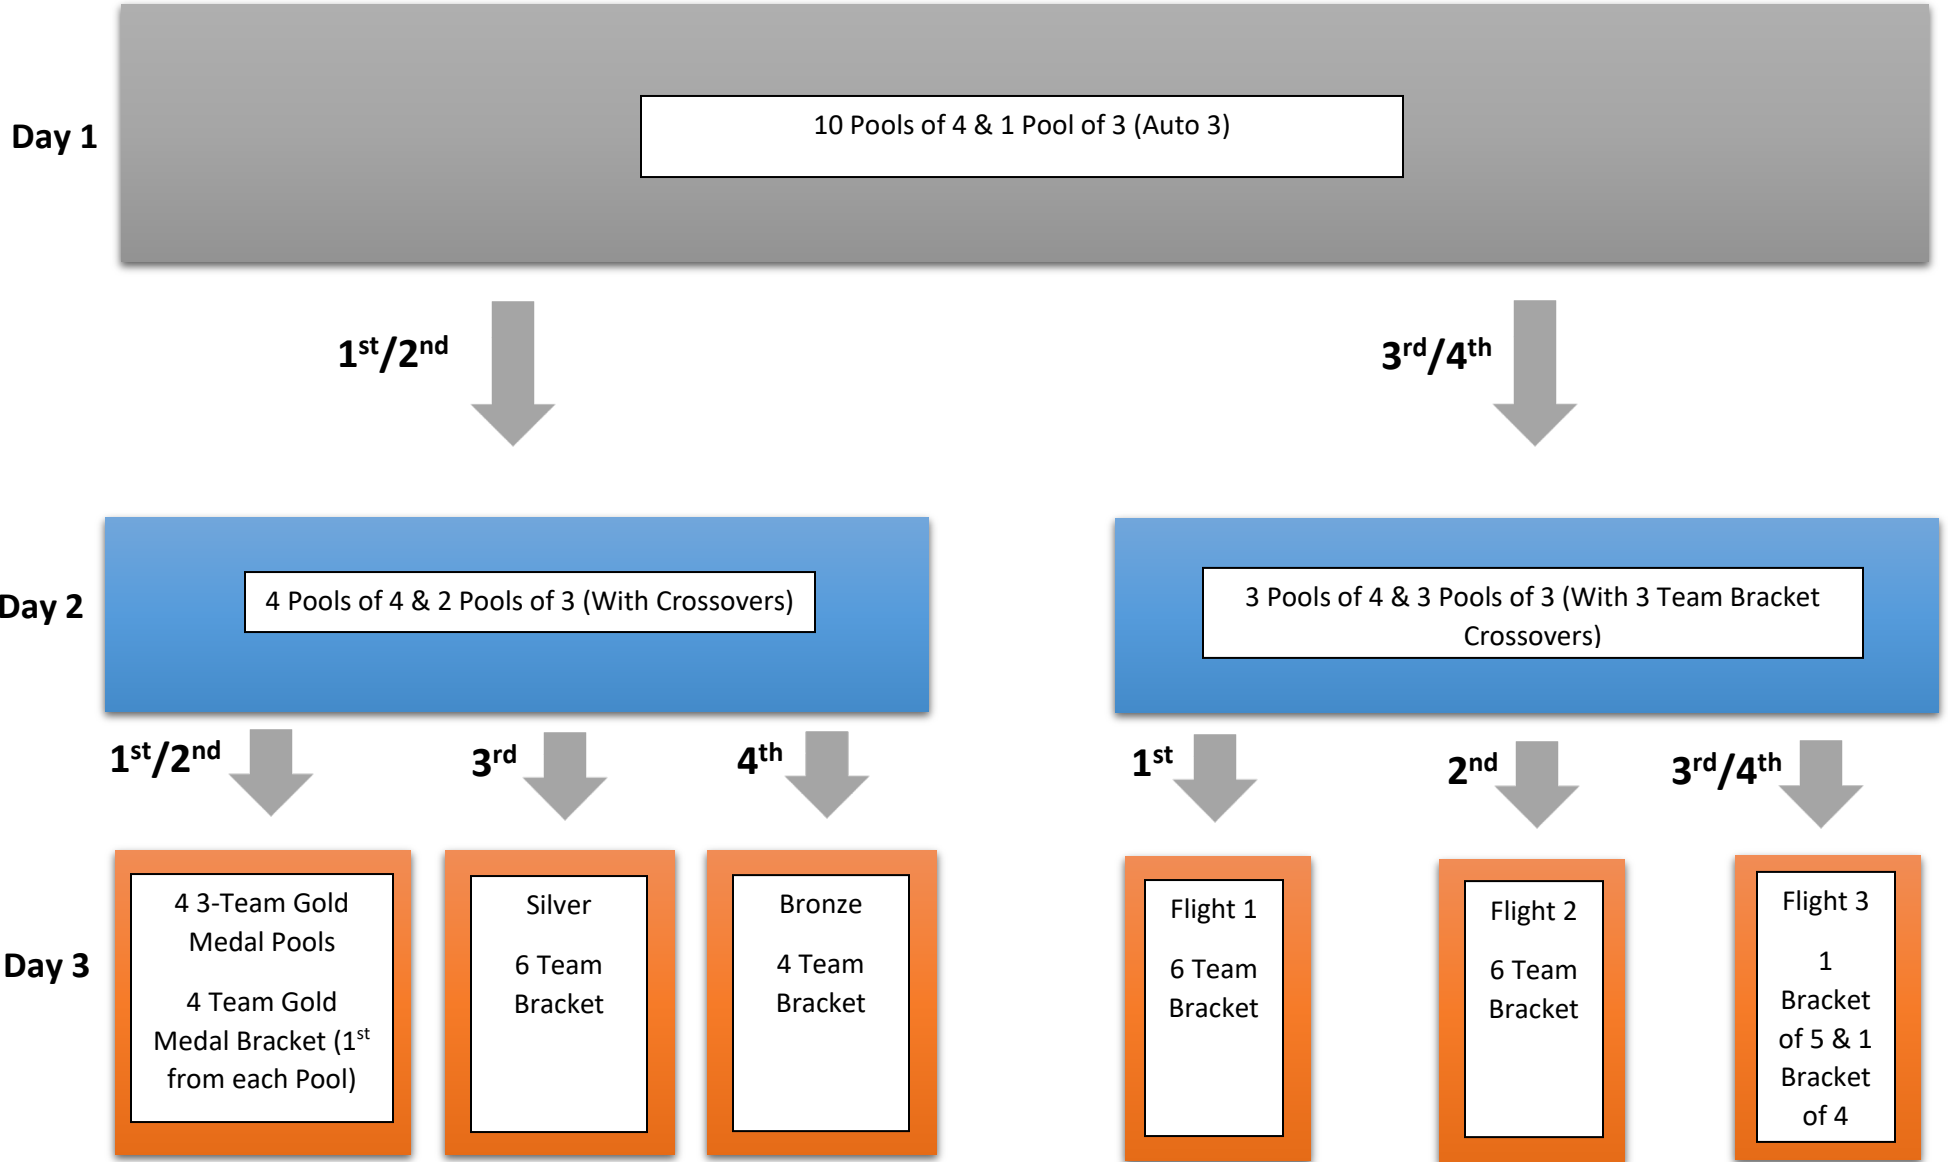 Day 1
10 Pools of 4 & 1 Pool of 3 (Auto 3)
1st/2nd
3rd/4th
Day 2
4 Pools of 4 & 2 Pools of 3 (With Crossovers)
3 Pools of 4 & 3 Pools of 3 (With 3 Team Bracket
Crossovers)
1st/2nd
3rd
4th
1st
2nd
3rd/4th
Day 3
4 3-Team Gold
Medal Pools
4 Team Gold
Medal Bracket (1st
from each Pool)
Silver
6 Team
Bracket
Bronze
4 Team
Bracket
Flight 1
6 Team
Bracket
Flight 2
6 Team
Bracket
Flight 3
1
Bracket
of 5 & 1
Bracket
of 4